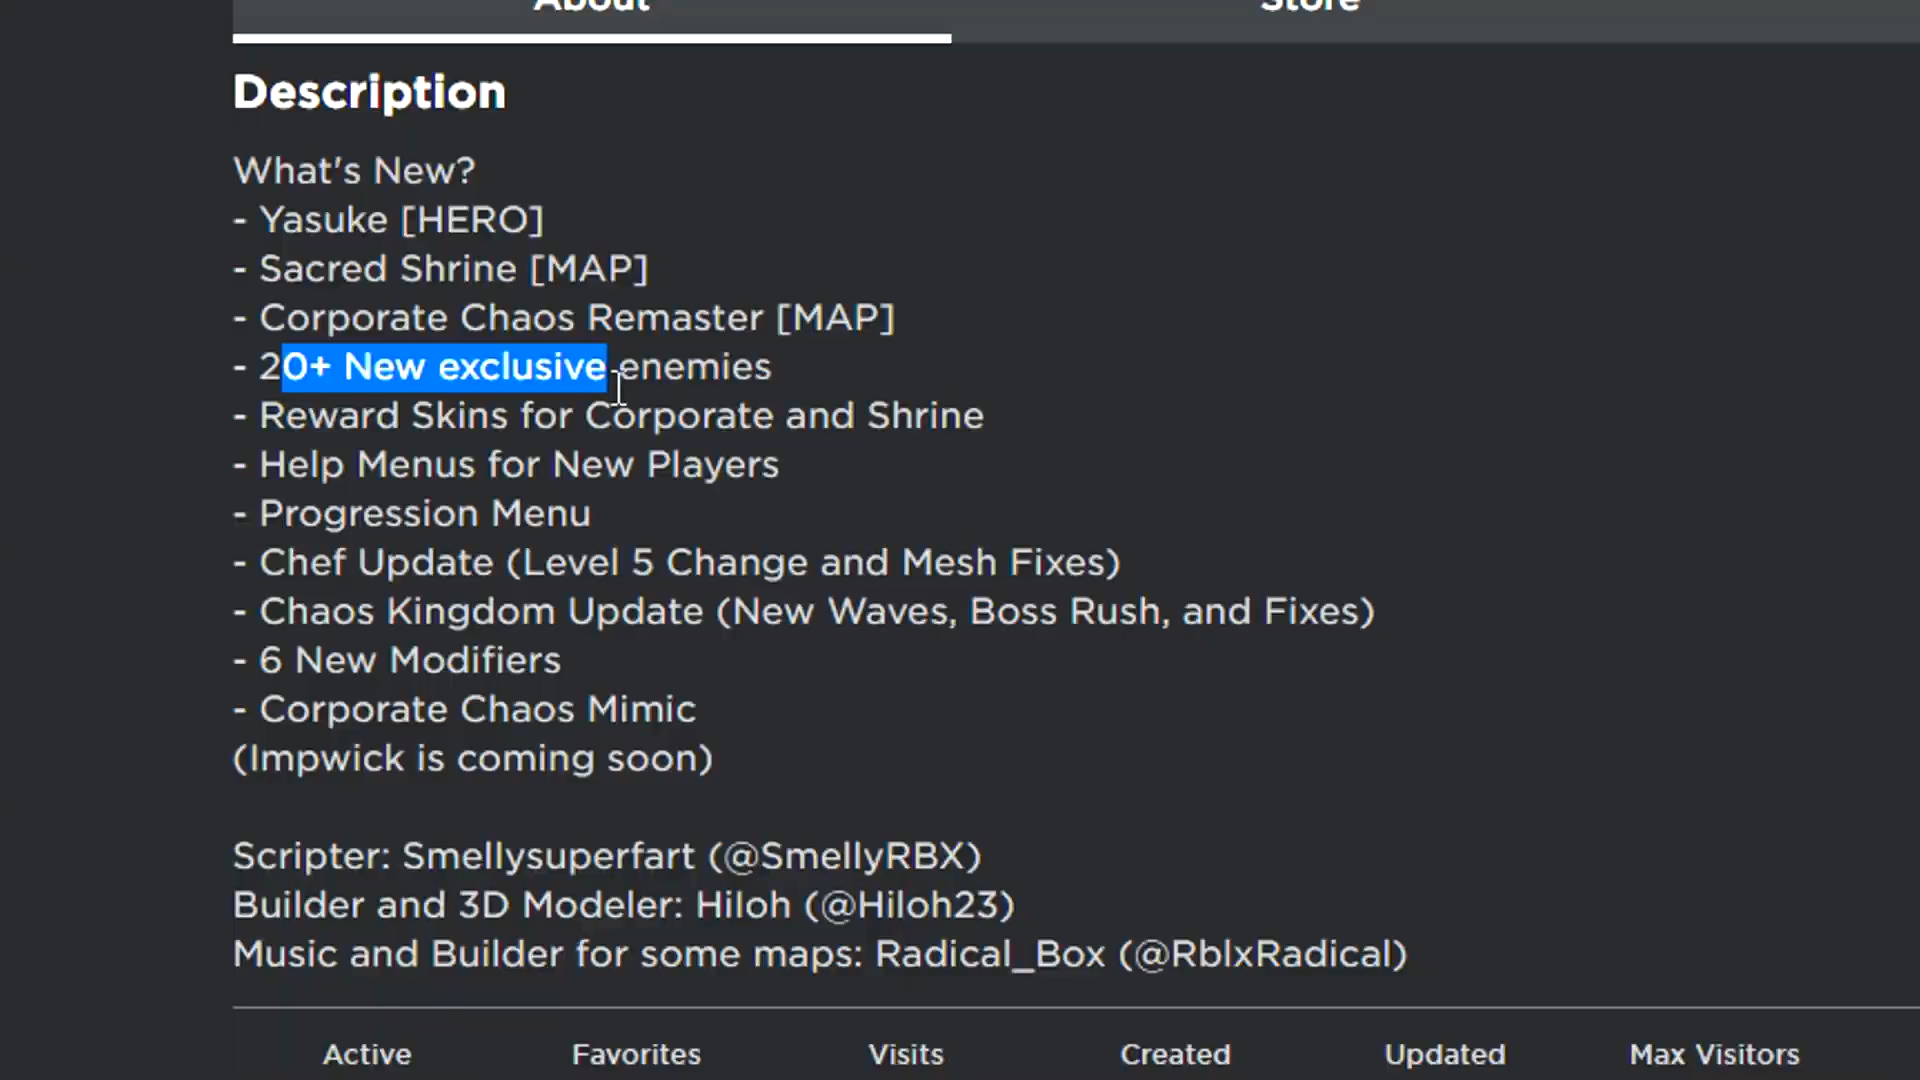 About Store
Description
What's New?
- Yasuke [HERO]
- Sacred Shrine [MAP]
- Corporate Chaos Remaster [MAP]
- 20+ New exclusive enemies
- Reward Skins for Corporate and Shrine
- Help Menus for New Players
- Progression Menu
- Chef Update (Level 5 Change and Mesh Fixes)
- Chaos Kingdom Update (New Waves, Boss Rush, and Fixes)
- 6 New Modifiers
- Corporate Chaos Mimic
(Impwick is coming soon)
Scripter: Smellysuperfart (@SmellyRBX)
Builder and 3D Modeler: Hiloh (@Hiloh23)
Music and Builder for some maps: Radical_Box (@RblxRadical)
Active Favorites Visits Created Updated Max Visitors